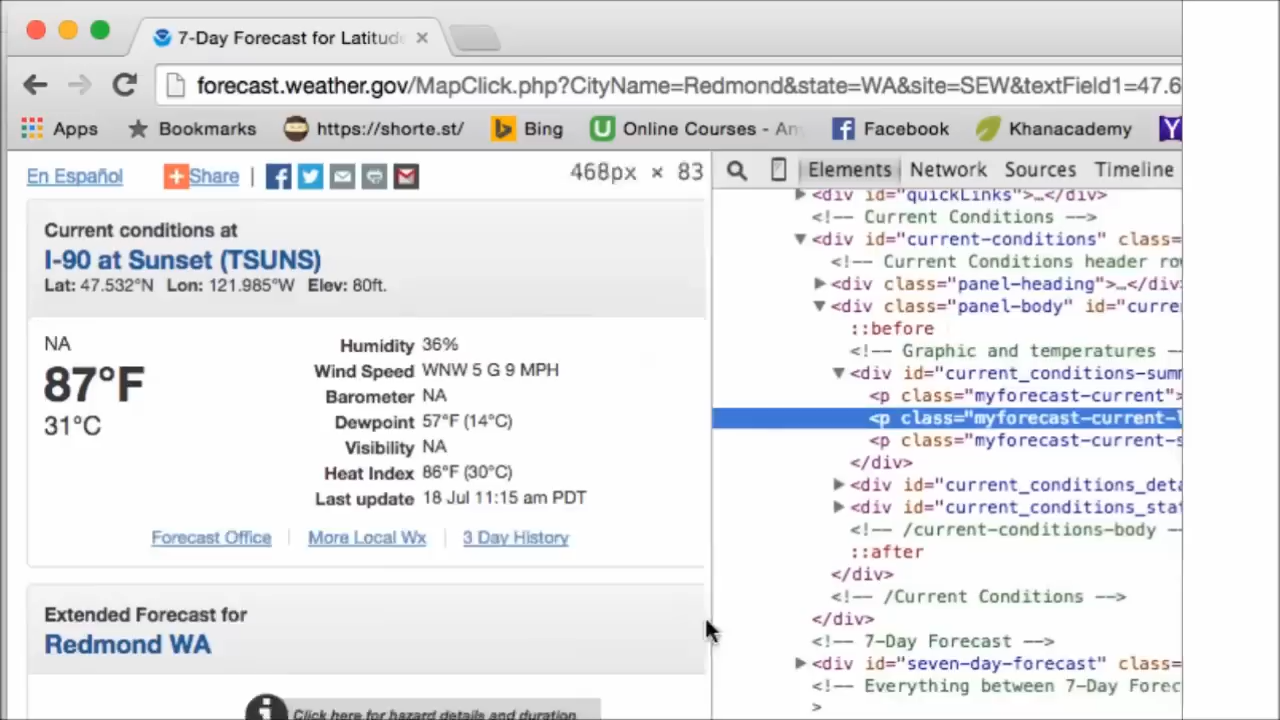 7-Day Forecast for Latitude
forecast.weather.gov/MapClick.php?CityName=Redmond&state=WA&site=SEW&textField1=47.6
Apps Bookmarks https://shorte.st/ Bing Online Courses - Facebook Khanacademy
En Español Share | 468px × 83
Current conditions at
I-90 at Sunset (TSUNS)
Lat: 47.532°N Lon: 121.985°W Elev: 80ft.
NA
87°F
31°C
Humidity 36%
Wind Speed WNW 5 G 9 MPH
Barometer NA
Dewpoint 57°F (14°C)
Visibility NA
Heat Index 86°F (30°C)
Last update 18 Jul 11:15 am PDT
Forecast Office More Local Wx 3 Day History
Extended Forecast for
Redmond WA
Click here for hazard details and duration
Elements Network Sources Timeline
<div id="quickLinks">…</div>
<!-- Current Conditions -->
<div id="current-conditions" class=
<!-- Current Conditions header row
<div class="panel-heading">…</div>
<div class="panel-body" id="curre
::before
<!-- Graphic and temperatures --
<div id="current_conditions-summ
<p class="myforecast-current">
<p class="myforecast-current-l
<p class="myforecast-current-s
</div>
<div id="current_conditions_deta
<div id="current_conditions_stat
<!-- /current-conditions-body --
::after
</div>
<!-- /Current Conditions -->
</div>
<!-- 7-Day Forecast -->
<div id="seven-day-forecast" class=
<!-- Everything between 7-Day Forec
>